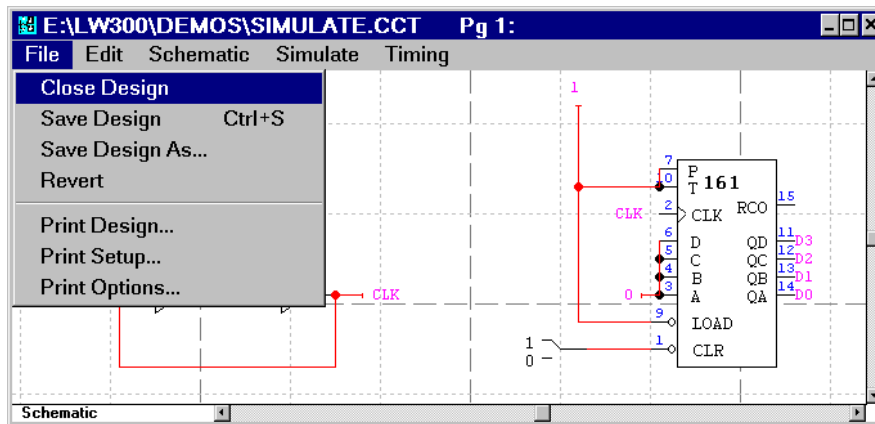 E:\LW300\DEMOS\SIMULATE.CCT Pg 1:
File Edit Schematic Simulate Timing
Close Design
Save Design Ctrl+S
Save Design As...
Revert
Print Design...
Print Setup...
Print Options...
CLK
1
7 P
10 T
161
CLK 2 CLK
RCO 15
6 D QD 11 D3
5 C QC 12 D2
4 B QB 13 D1
0 3 A QA 14 D0
9 LOAD
1 CLR
1
0
Schematic